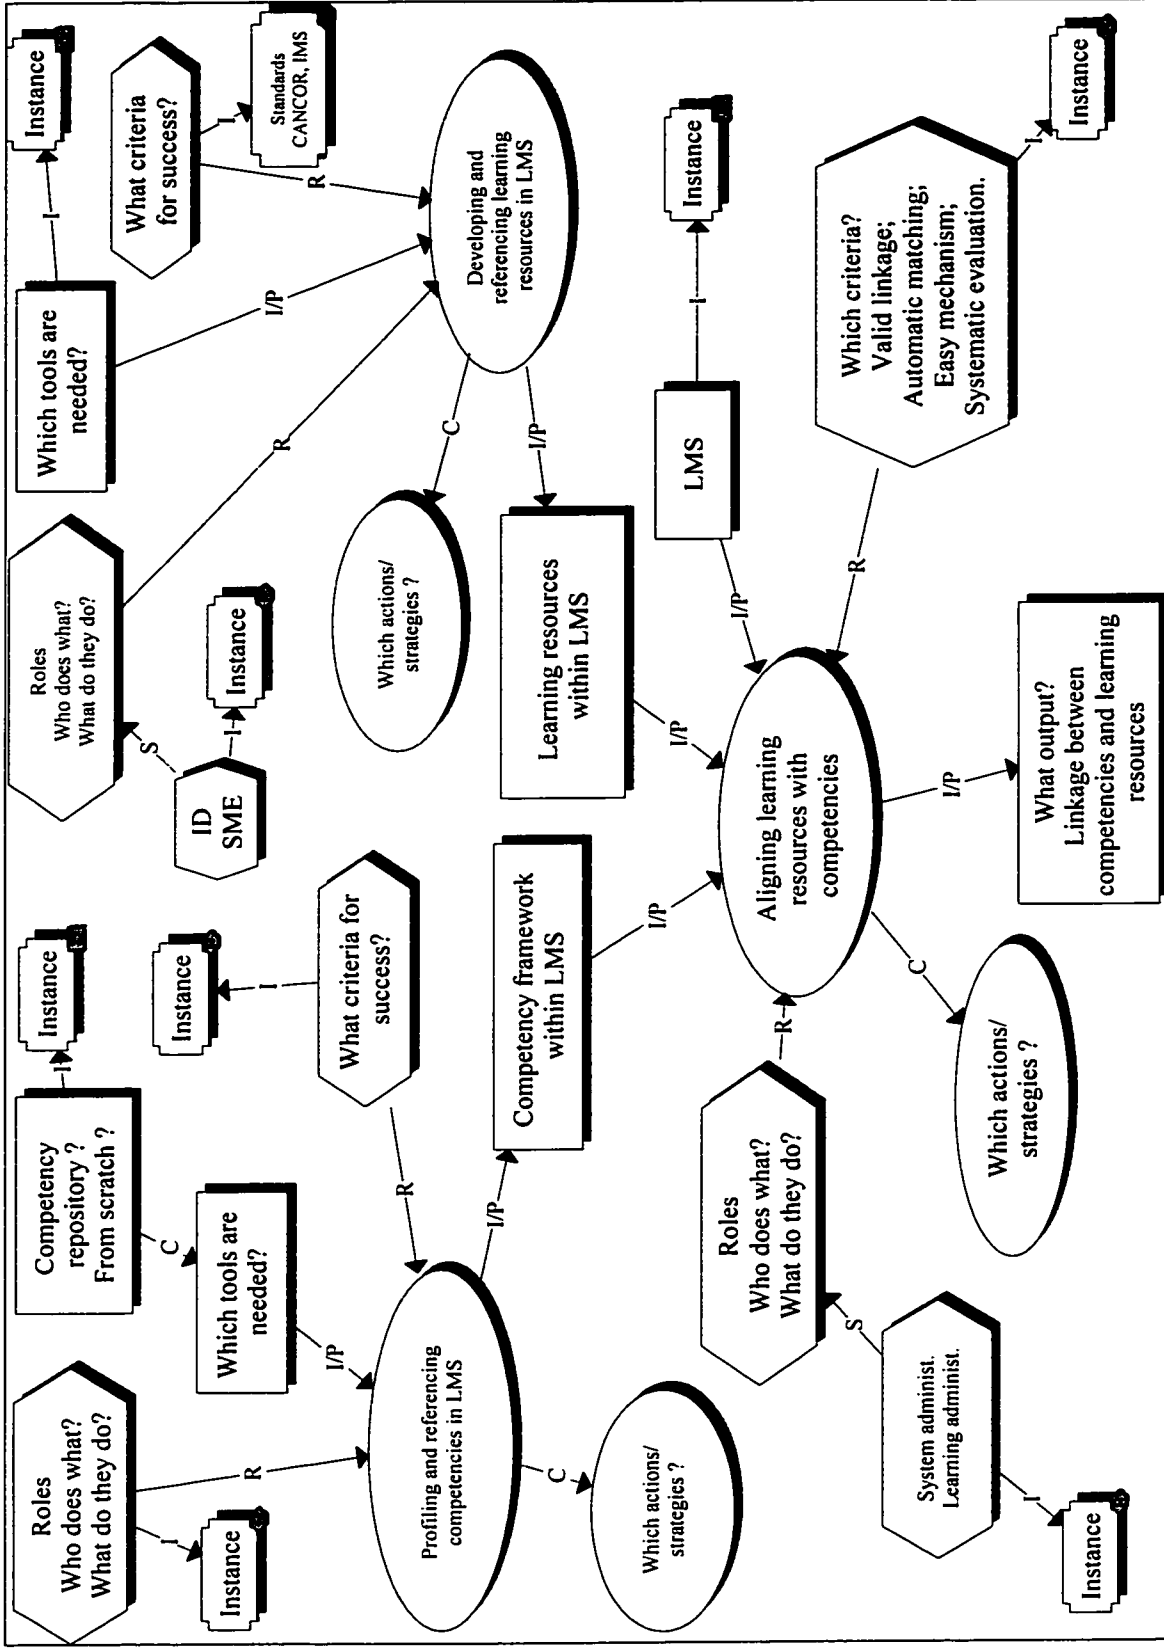 Roles
Who does what?
What do they do?
R
I
Instance
Competency
repository ?
From scratch ?
I
Instance
C
Which tools are
needed?
I/P
Instance
I
What criteria for
success?
R
Profiling and referencing
competencies in LMS
C
Which actions/
strategies ?
I/P
Competency framework
within LMS
I/P
Roles
Who does what?
What do they do?
S
ID
SME
I
Instance
R
Which tools are
needed?
I
Instance
I/P
What criteria
for success?
I
Standards
CANCOR, IMS
R
Developing and
referencing learning
resources in LMS
C
Which actions/
strategies ?
I/P
Learning resources
within LMS
I/P
LMS
I
Instance
I/P
Roles
Who does what?
What do they do?
R
S
System administ.
Learning administ.
I
Instance
Aligning learning
resources with
competencies
C
Which actions/
strategies ?
I/P
What output?
Linkage between
competencies and learning
resources
R
Which criteria?
Valid linkage;
Automatic matching;
Easy mechanism;
Systematic evaluation.
I
Instance